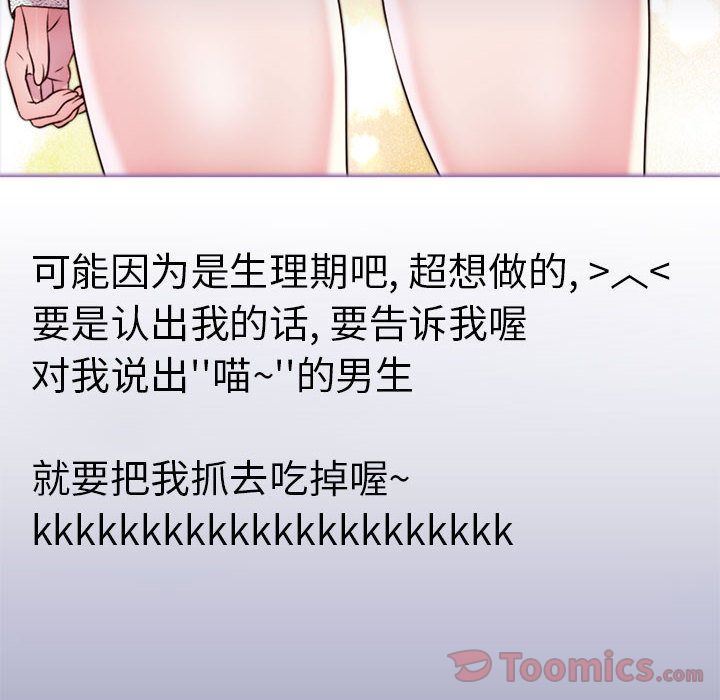 可能因为是生理期吧, 超想做的, >︿<
要是认出我的话, 要告诉我喔
对我说出''喵~''的男生
就要把我抓去吃掉喔~
kkkkkkkkkkkkkkkkkkkkkkk
Toomics.com